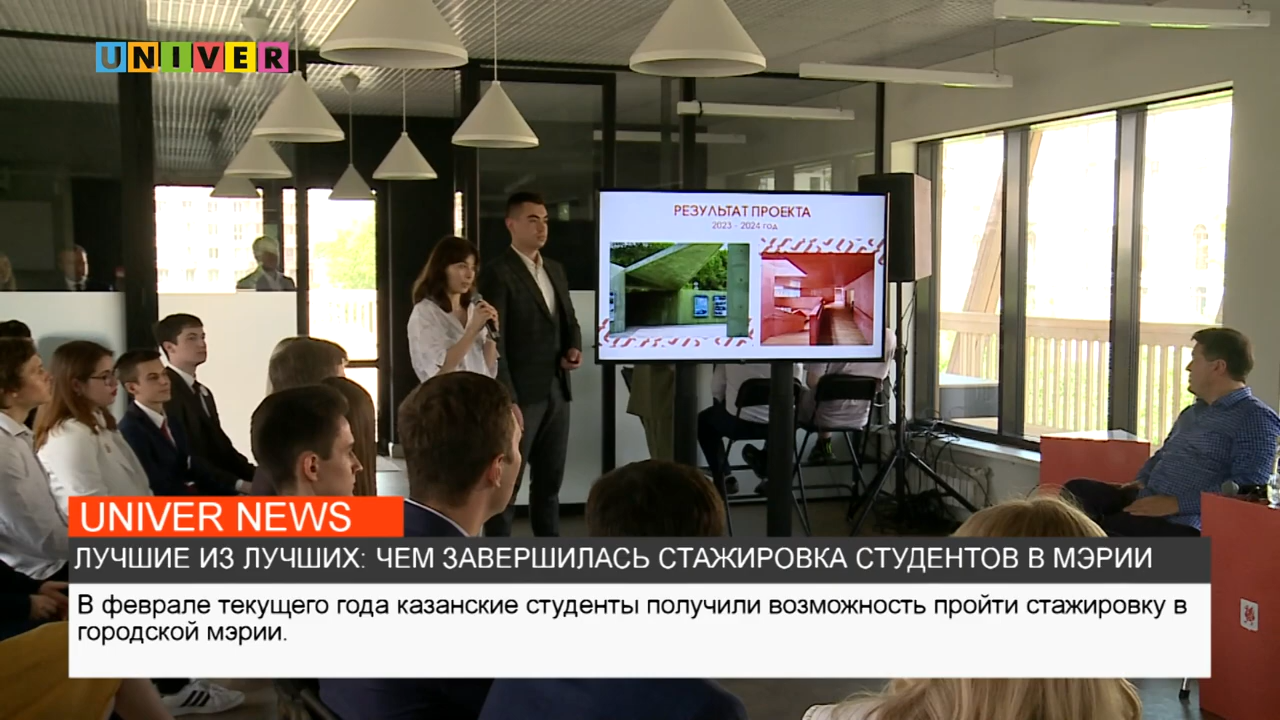 UNIVER
РЕЗУЛЬТАТ ПРОЕКТА
2023 - 2024 год
UNIVER NEWS
ЛУЧШИЕ ИЗ ЛУЧШИХ: ЧЕМ ЗАВЕРШИЛАСЬ СТАЖИРОВКА СТУДЕНТОВ В МЭРИИ
В феврале текущего года казанские студенты получили возможность пройти стажировку в
городской мэрии.